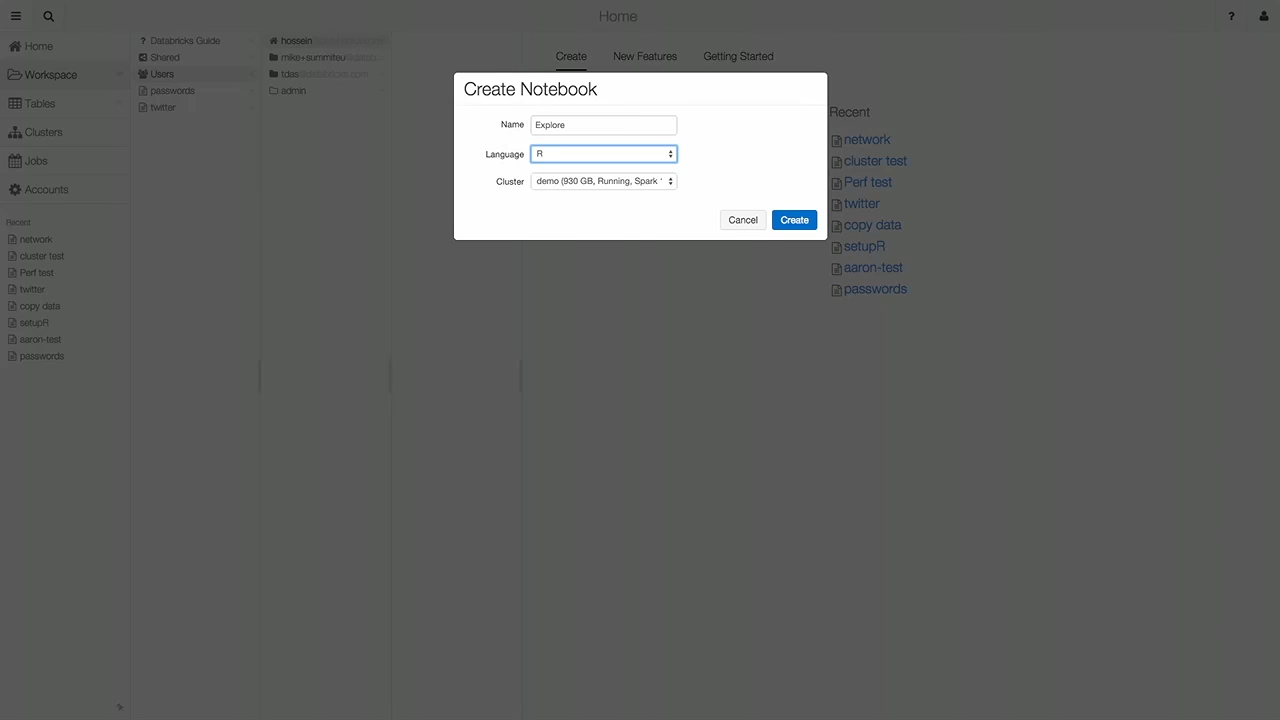 Home
?
Home
Workspace
Tables
Clusters
Jobs
Accounts
Recent
network
cluster test
Perf test
twitter
copy data
setupR
aaron-test
passwords
? Databricks Guide
Shared
Users
passwords
twitter
hossein
mike+summiteu
tdas
admin
Create New Features Getting Started
Create Notebook
Name Explore
Language R
Cluster demo (930 GB, Running, Spark
Cancel Create
Recent
network
cluster test
Perf test
twitter
copy data
setupR
aaron-test
passwords